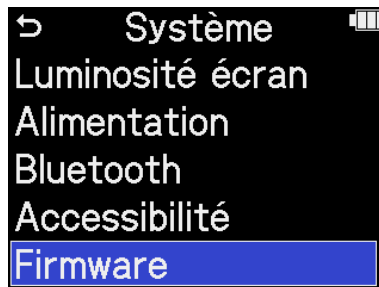 Système
Luminosité écran
Alimentation
Bluetooth
Accessibilité
Firmware